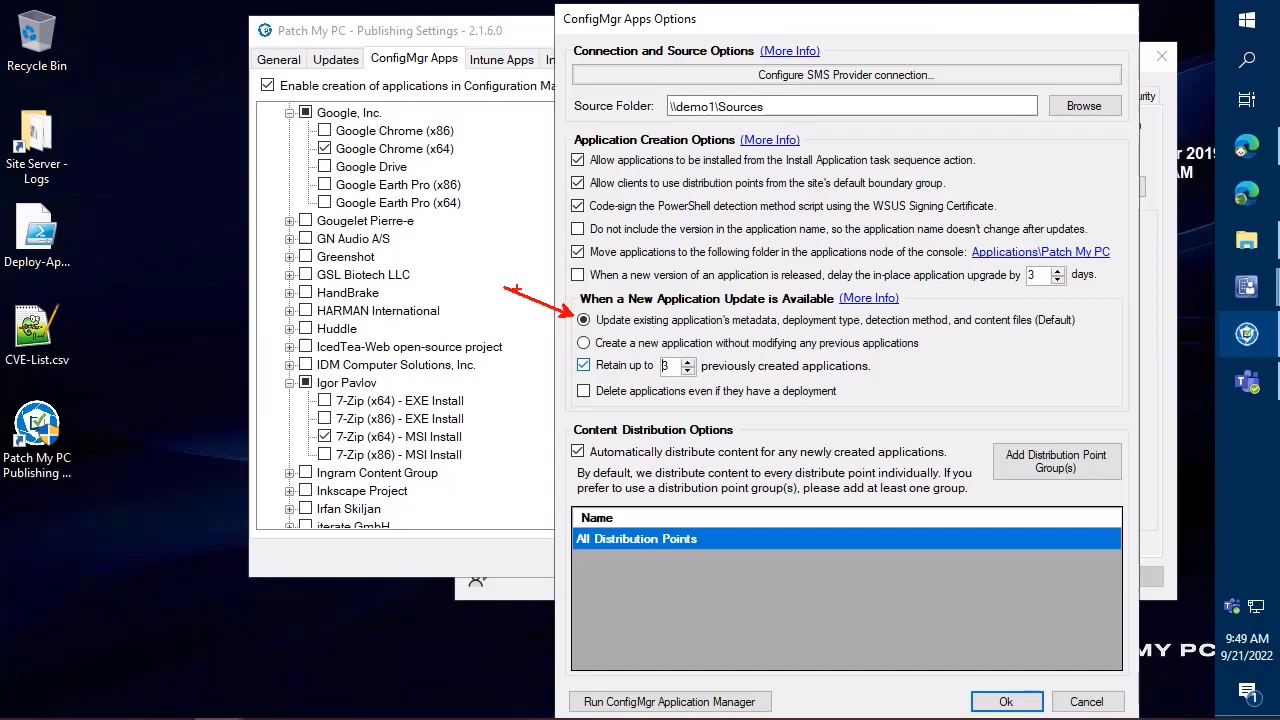 Recycle Bin
Site Server - Logs
Deploy-Ap...
CVE-List.csv
Patch My PC Publishing ...
Patch My PC - Publishing Settings - 2.1.6.0
General Updates ConfigMgr Apps Intune Apps In
Enable creation of applications in Configuration Ma
Google, Inc.
Google Chrome (x86)
Google Chrome (x64)
Google Drive
Google Earth Pro (x86)
Google Earth Pro (x64)
Gougelet Pierre-e
GN Audio A/S
Greenshot
GSL Biotech LLC
HandBrake
HARMAN International
Huddle
IcedTea-Web open-source project
IDM Computer Solutions, Inc.
Igor Pavlov
7-Zip (x64) - EXE Install
7-Zip (x86) - EXE Install
7-Zip (x64) - MSI Install
7-Zip (x86) - MSI Install
Ingram Content Group
Inkscape Project
Irfan Skiljan
iterate GmbH
ConfigMgr Apps Options
Connection and Source Options (More Info)
Configure SMS Provider connection...
Source Folder: \\demo1\Sources Browse
Application Creation Options (More Info)
Allow applications to be installed from the Install Application task sequence action.
Allow clients to use distribution points from the site's default boundary group.
Code-sign the PowerShell detection method script using the WSUS Signing Certificate.
Do not include the version in the application name, so the application name doesn't change after updates.
Move applications to the following folder in the applications node of the console: Applications\Patch My PC
When a new version of an application is released, delay the in-place application upgrade by 3 days.
When a New Application Update is Available (More Info)
Update existing application's metadata, deployment type, detection method, and content files (Default)
Create a new application without modifying any previous applications
Retain up to 3 previously created applications.
Delete applications even if they have a deployment
Content Distribution Options
Automatically distribute content for any newly created applications.
By default, we distribute content to every distribute point individually. If you
prefer to use a distribution point group(s), please add at least one group.
Add Distribution Point
Group(s)
Name
All Distribution Points
Run ConfigMgr Application Manager Ok Cancel
urity
r 2019
AM
MY PC
9:49 AM
9/21/2022
1